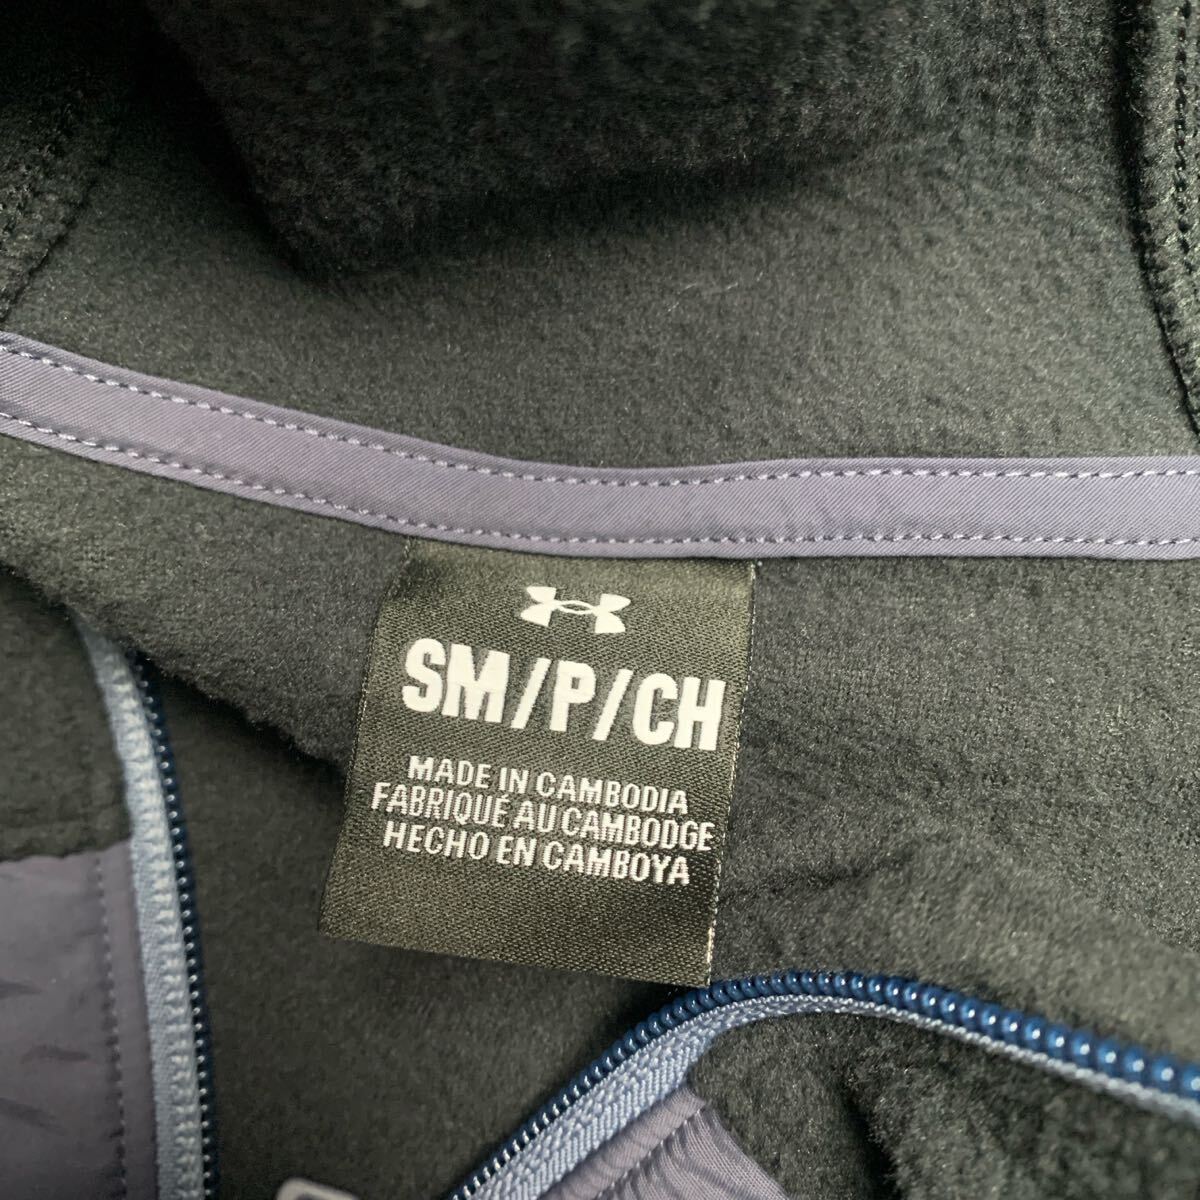 SM/P/CH
MADE IN CAMBODIA
FABRIQUÉ AU CAMBODGE
HECHO EN CAMBOYA